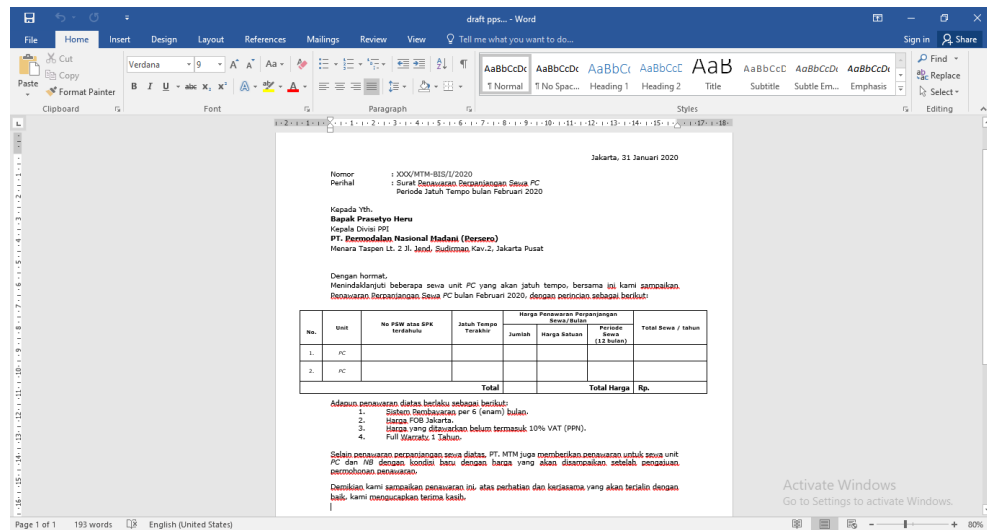 draft pps... - Word
File Home Insert Design Layout References Mailings Review View Tell me what you want to do... Sign in Share
Paste
Cut
Copy
Format Painter
Clipboard
Verdana 9 A A Aa
B I U abc x₂ x² A A
Font
Paragraph
AaBbCcDc AaBbCcDc AaBbCc AaBbCcE AaB AaBbCcD AaBbCcDc AaBbCcDc
¶ Normal ¶ No Spac... Heading 1 Heading 2 Title Subtitle Subtle Em... Emphasis
Styles
Find
Replace
Select
Editing
Jakarta, 31 Januari 2020
Nomor : XXX/MTM-BIS/I/2020
Perihal : Surat Penawaran Perpanjangan Sewa PC
Periode Jatuh Tempo bulan Februari 2020
Kepada Yth.
Bapak Prasetyo Heru
Kepala Divisi PPI
PT. Permodalan Nasional Madani (Persero)
Menara Taspen Lt. 2 Jl. Jend. Sudirman Kav.2, Jakarta Pusat
Dengan hormat,
Menindaklanjuti beberapa sewa unit PC yang akan jatuh tempo, bersama ini kami sampaikan
Penawaran Perpanjangan Sewa PC bulan Februari 2020, dengan perincian sebagai berikut:
No. Unit No PSW atas SPK terdahulu Jatuh Tempo Terakhir Harga Penawaran Perpanjangan Sewa/Bulan Total Sewa / tahun
Jumlah Harga Satuan Periode Sewa (12 bulan)
1. PC
2. PC
Total Total Harga Rp.
Adapun penawaran diatas berlaku sebagai berikut:
1. Sistem Pembayaran per 6 (enam) bulan.
2. Harga FOB Jakarta.
3. Harga yang ditawarkan belum termasuk 10% VAT (PPN).
4. Full Warraty 1 Tahun.
Selain penawaran perpanjangan sewa diatas, PT. MTM juga memberikan penawaran untuk sewa unit
PC dan NB dengan kondisi baru dengan harga yang akan disampaikan setelah pengajuan
permohonan penawaran.
Demikian kami sampaikan penawaran ini, atas perhatian dan kerjasama yang akan terjalin dengan
baik, kami mengucapkan terima kasih.
Activate Windows
Go to Settings to activate Windows.
Page 1 of 1 193 words English (United States) 80%